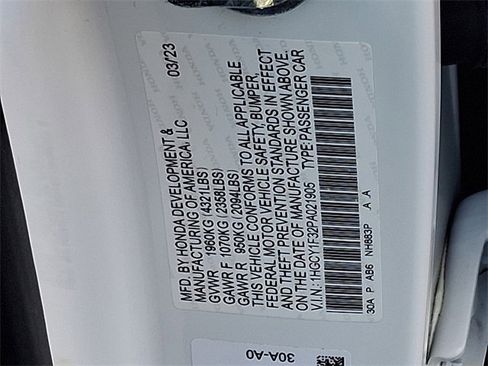 MFD. BY HONDA DEVELOPMENT &
MANUFACTURING OF AMERICA, LLC 03/23
GVWR 1960KG (4321LBS)
GAWR F 1070KG (2358LBS)
GAWR R 950KG (2094LBS)
THIS VEHICLE CONFORMS TO ALL APPLICABLE
FEDERAL MOTOR VEHICLE SAFETY, BUMPER,
AND THEFT PREVENTION STANDARDS IN EFFECT
ON THE DATE OF MANUFACTURE SHOWN ABOVE.
V.I.N.: 1HGCY1F32PA021905 TYPE: PASSENGER CAR
30A P AB6 NH883P A A
30A-A0